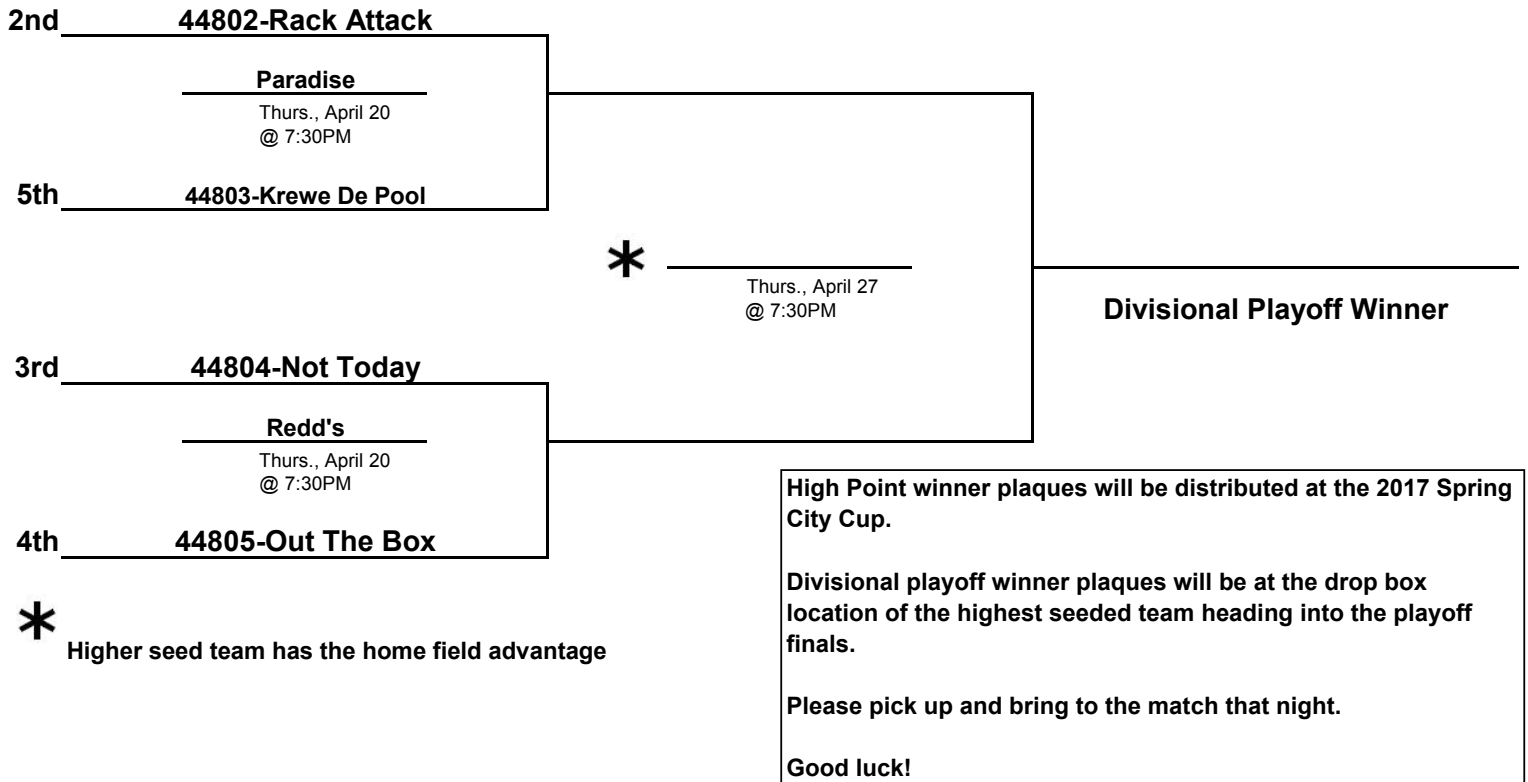 2nd 44802-Rack Attack
Paradise
Thurs., April 20
@ 7:30PM
5th 44803-Krewe De Pool
*
Thurs., April 27
@ 7:30PM
Divisional Playoff Winner
3rd 44804-Not Today
Redd's
Thurs., April 20
@ 7:30PM
4th 44805-Out The Box
* Higher seed team has the home field advantage
High Point winner plaques will be distributed at the 2017 Spring
City Cup.
Divisional playoff winner plaques will be at the drop box
location of the highest seeded team heading into the playoff
finals.
Please pick up and bring to the match that night.
Good luck!